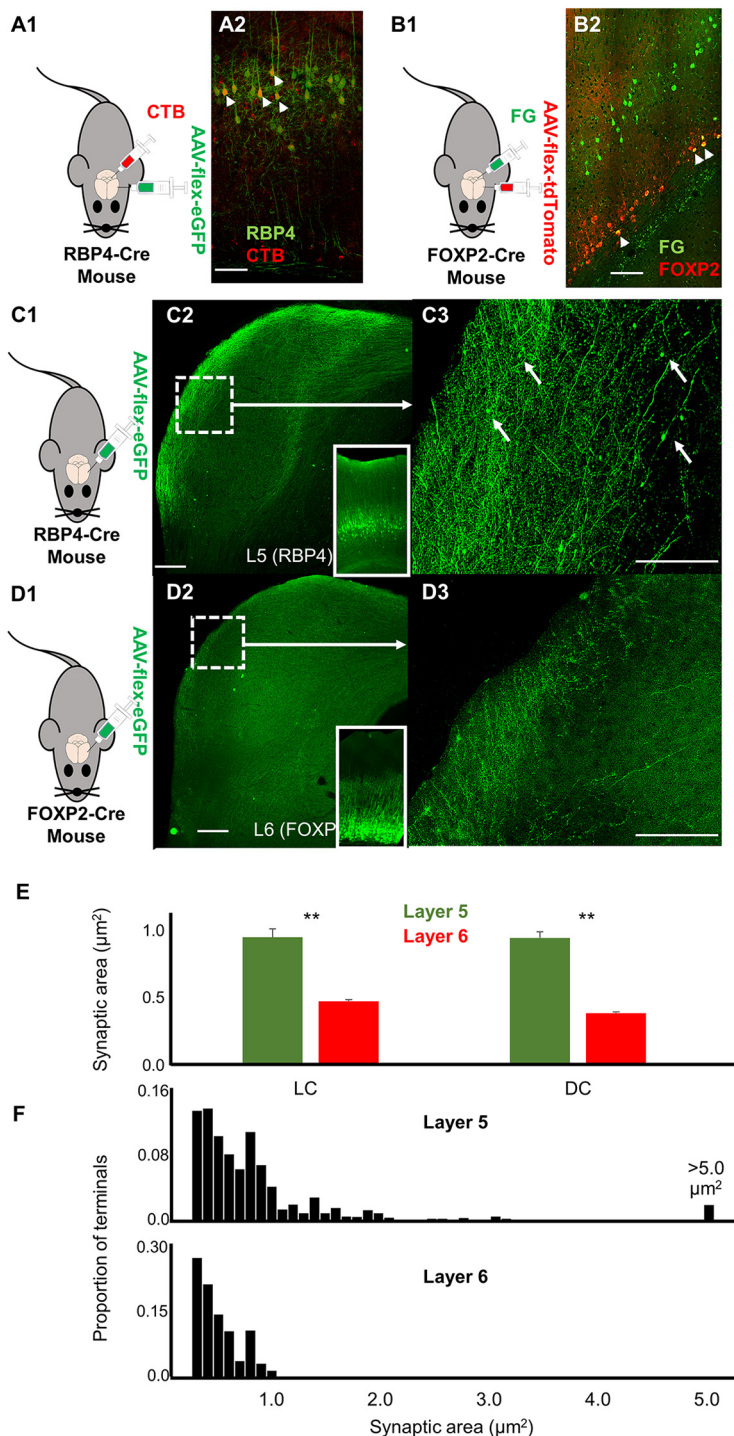 A1
A2
B1
B2
CTB
AAV-flex-eGFP
RBP4-Cre
Mouse
RBP4
CTB
FG
AAV-flex-tdTomato
FOXP2-Cre
Mouse
FG
FOXP2
C1
C2
C3
AAV-flex-eGFP
RBP4-Cre
Mouse
L5 (RBP4)
D1
D2
D3
AAV-flex-eGFP
FOXP2-Cre
Mouse
L6 (FOXP
E
Synaptic area (µm²)
1.0
0.5
0.0
**
Layer 5
Layer 6
**
LC
DC
F
Proportion of terminals
0.16
0.08
0.0
Layer 5
>5.0
µm²
0.30
0.15
0.0
Layer 6
1.0
2.0
3.0
4.0
5.0
Synaptic area (µm²)